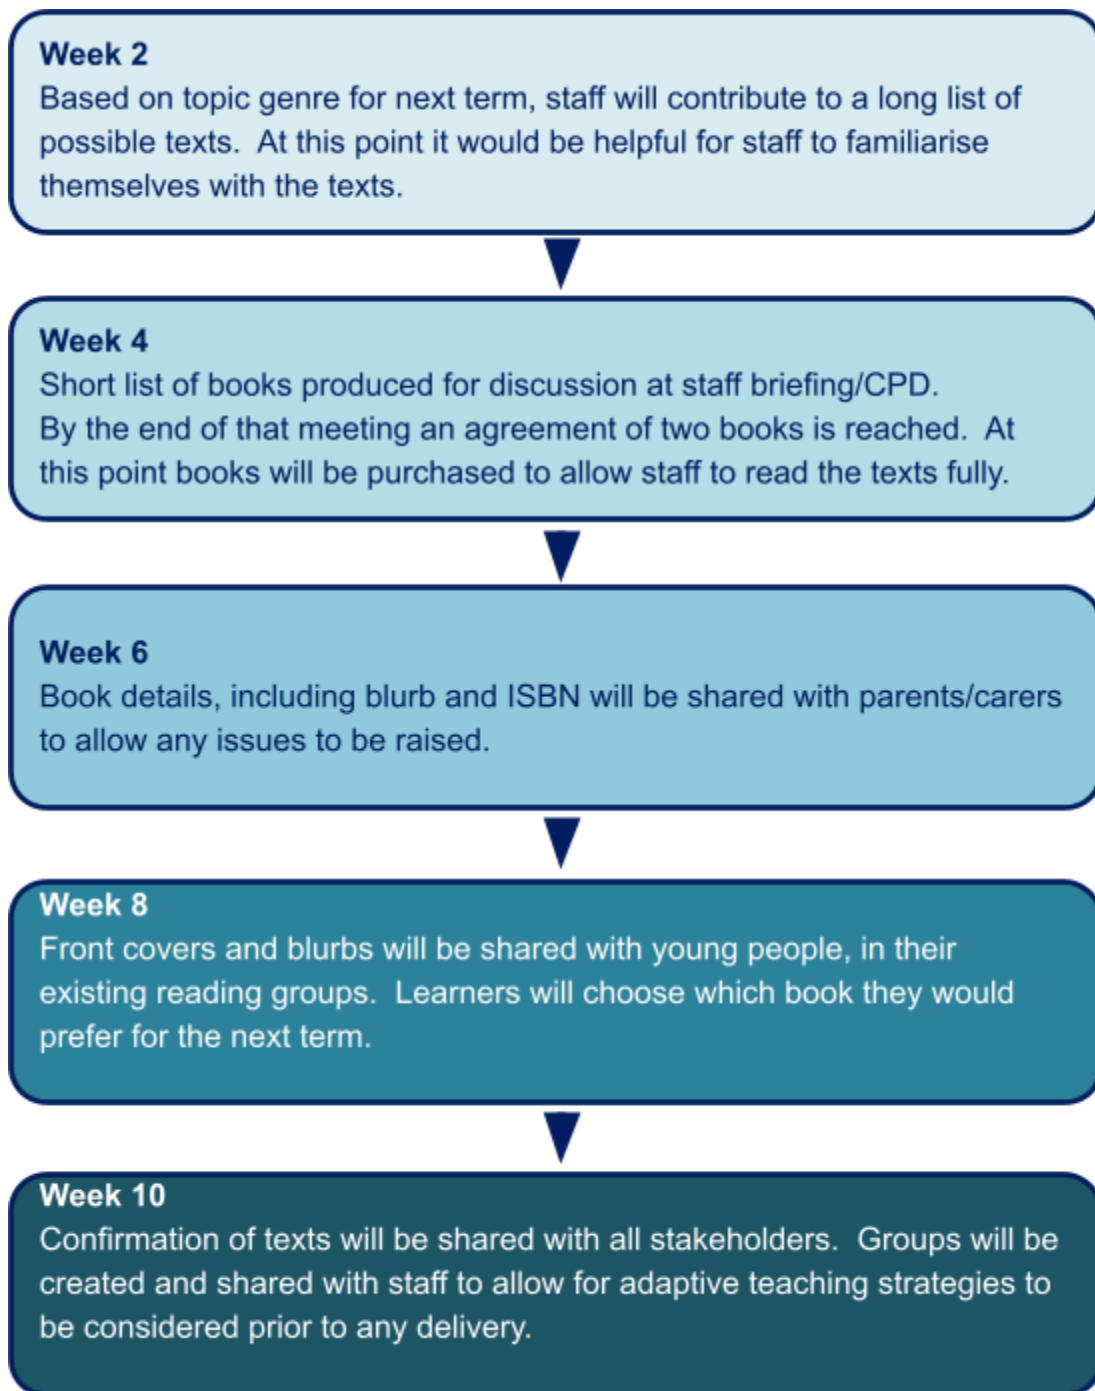 Week 2
Based on topic genre for next term, staff will contribute to a long list of
possible texts.  At this point it would be helpful for staff to familiarise
themselves with the texts.
Week 4
Short list of books produced for discussion at staff briefing/CPD.
By the end of that meeting an agreement of two books is reached.  At
this point books will be purchased to allow staff to read the texts fully.
Week 6
Book details, including blurb and ISBN will be shared with parents/carers
to allow any issues to be raised.
Week 8
Front covers and blurbs will be shared with young people, in their
existing reading groups.  Learners will choose which book they would
prefer for the next term.
Week 10
Confirmation of texts will be shared with all stakeholders.  Groups will be
created and shared with staff to allow for adaptive teaching strategies to
be considered prior to any delivery.